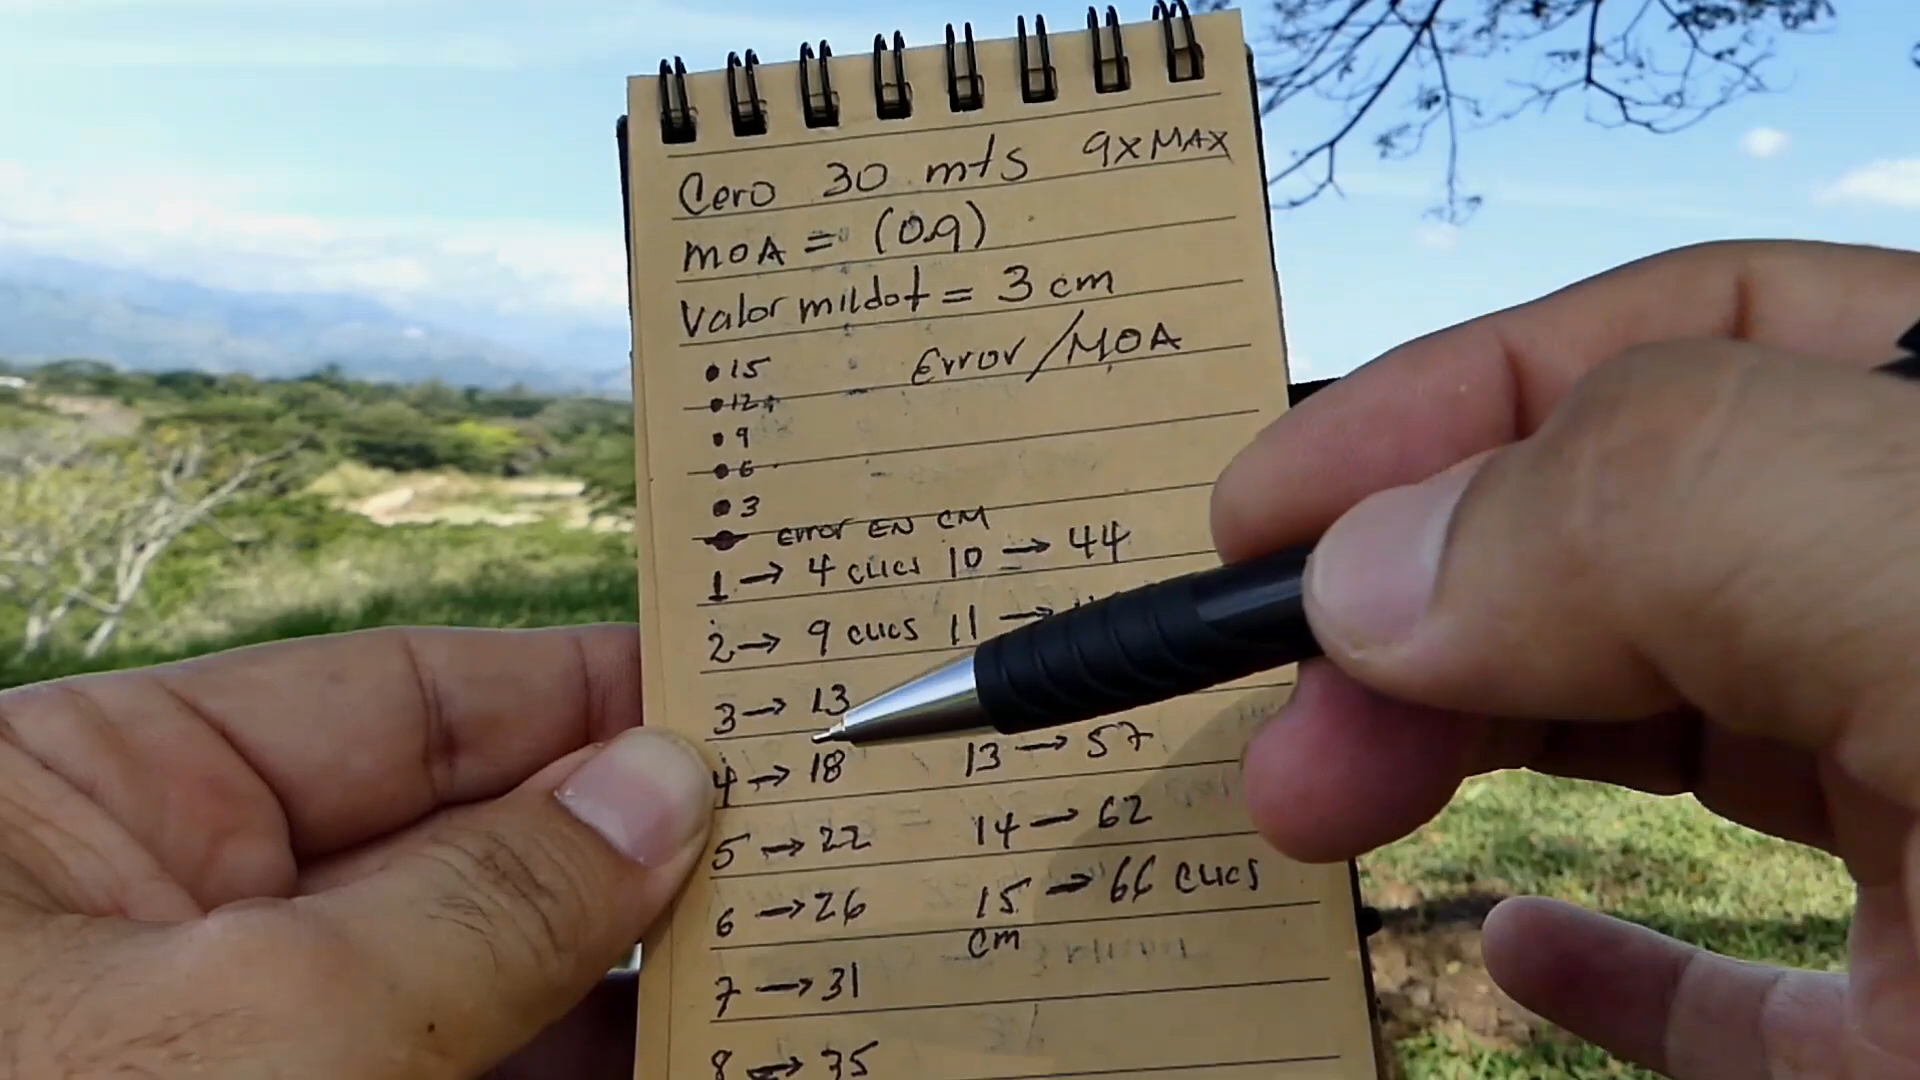 Cero 30 mts 9XMAX
MOA = (0.9)
Valor mildot = 3 cm
• 15 Error/MOA
• 12
• 9
• 6
• 3
error EN CM
1 → 4 clics 10 → 44
2 → 9 clics 11 →
3 → 13
4 → 18 13 → 57
5 → 22 14 → 62
6 → 26 15 → 66 clics
cm
7 → 31
8 → 35